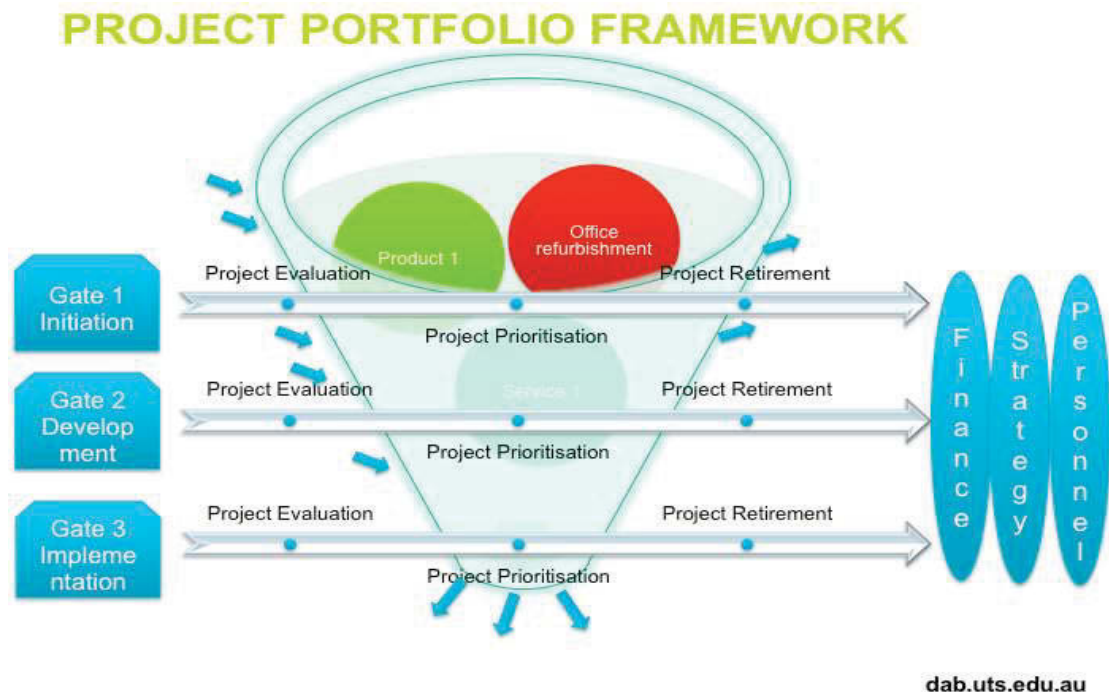 PROJECT PORTFOLIO FRAMEWORK
Product 1
Office
refurbishment
Gate 1
Initiation
Project Evaluation
Project Retirement
Project Prioritisation
Service 1
Gate 2
Develop
ment
Project Evaluation
Project Retirement
Project Prioritisation
Gate 3
Impleme
ntation
Project Evaluation
Project Retirement
Project Prioritisation
Finance
Strategy
Personnel
dab.uts.edu.au